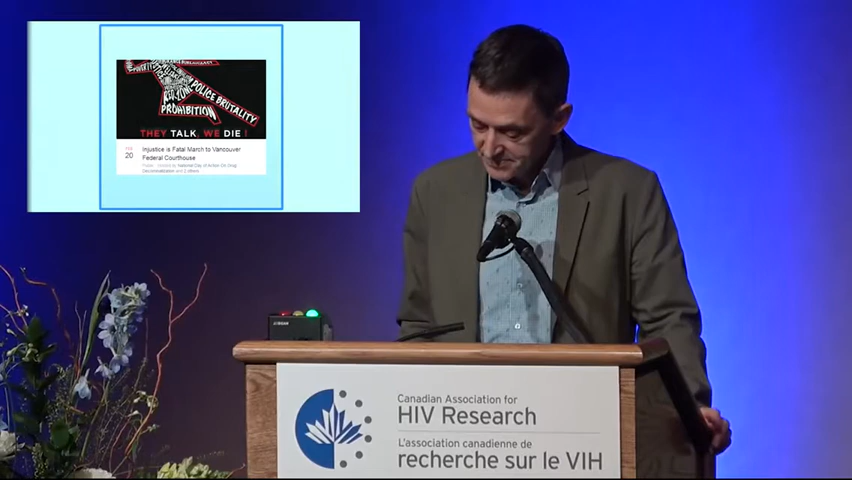 POLICE BRUTALITY
PROHIBITION
THEY TALK, WE DIE !
FEB
20
Injustice is Fatal March to Vancouver
Federal Courthouse
Canadian Association for
HIV Research
L'association canadienne de
recherche sur le VIH